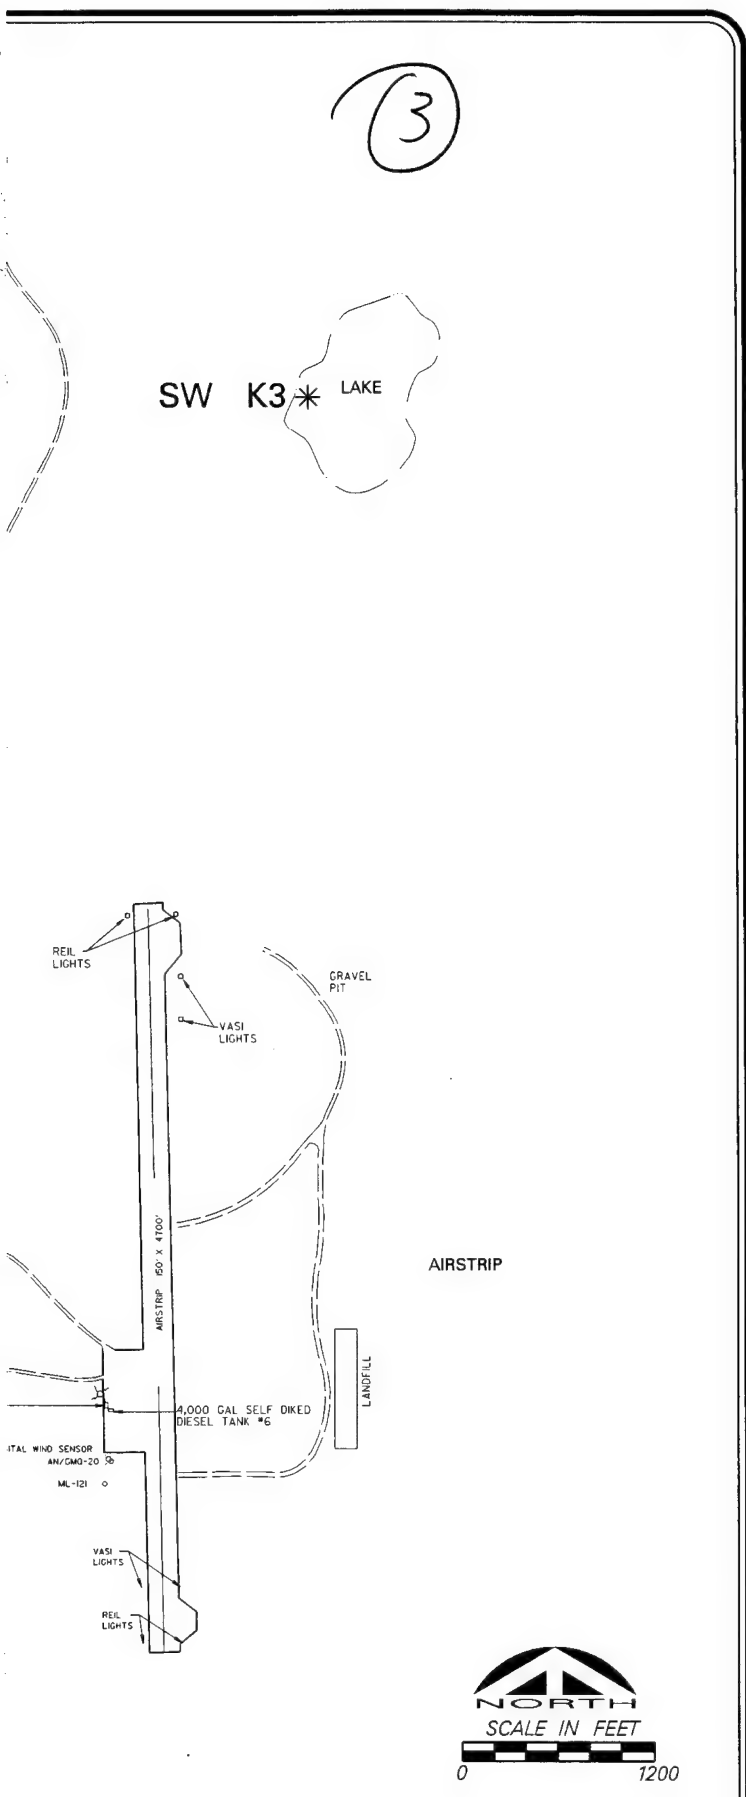 3
SW K3
LAKE
REIL
LIGHTS
GRAVEL
PIT
VASI
LIGHTS
AIRSTRIP 150' X 4700'
AIRSTRIP
LANDFILL
4,000 GAL SELF DIKED
DIESEL TANK #6
ITAL WIND SENSOR
AN/GMQ-20
ML-121
VASI
LIGHTS
REIL
LIGHTS
NORTH
SCALE IN FEET
0 1200